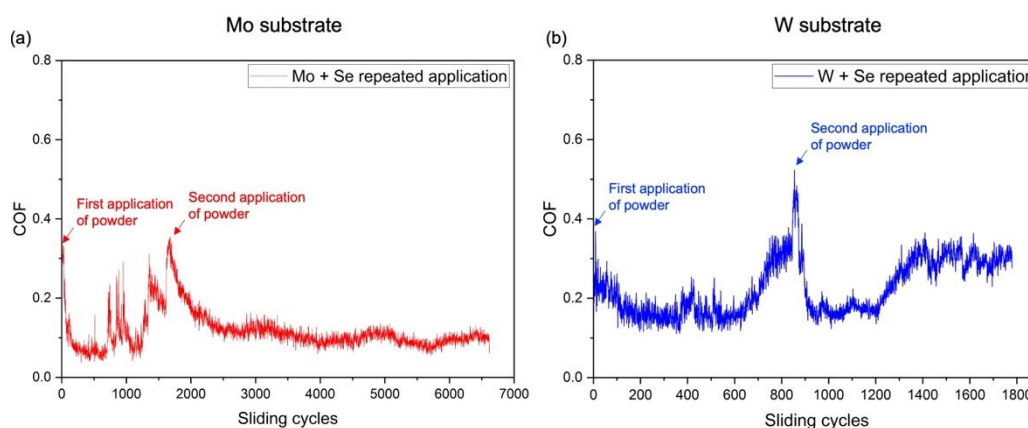 Mo substrate
(a)
0.8
0.6
0.4
0.2
0.0
COF
Mo + Se repeated application
First application
of powder
Second application
of powder
0 1000 2000 3000 4000 5000 6000 7000
Sliding cycles
W substrate
(b)
0.8
0.6
0.4
0.2
0.0
COF
W + Se repeated application
Second application
of powder
First application
of powder
0 200 400 600 800 1000 1200 1400 1600 1800
Sliding cycles